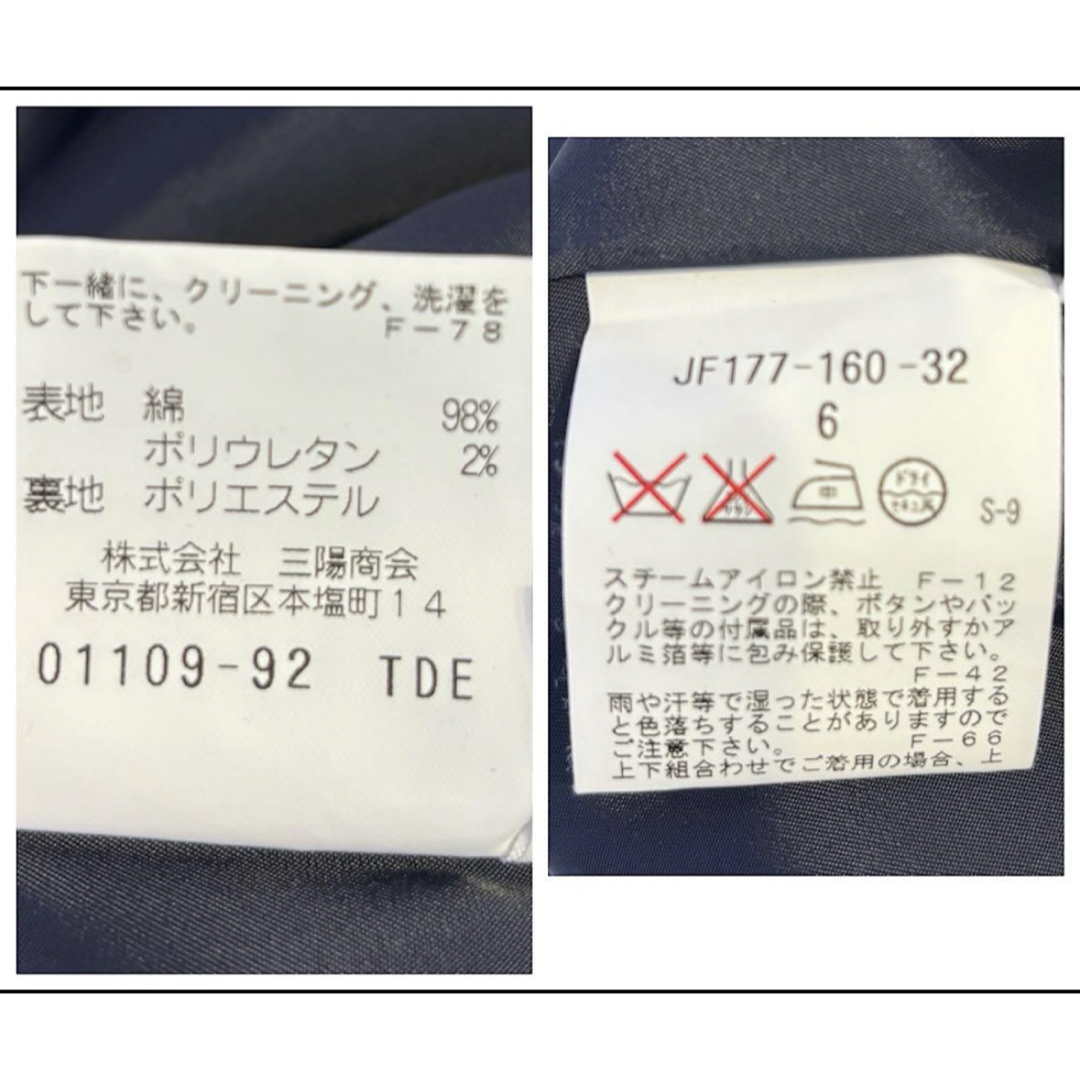 下一緒に、クリーニング、洗濯を
して下さい。 F－７８
表地 綿 98%
ポリウレタン 2%
裏地 ポリエステル
株式会社 三陽商会
東京都新宿区本塩町１４
01109-92 TDE
JF177-160-32
6
中
ドライ
セキユ系
S-9
スチームアイロン禁止 F－１２
クリーニングの際、ボタンやバッ
クル等の付属品は、取り外すかア
ルミ箔等に包み保護して下さい。
F－４２
雨や汗等で湿った状態で着用する
と色落ちすることがありますので
ご注意下さい。 F－６６
上下組合わせでご着用の場合、上